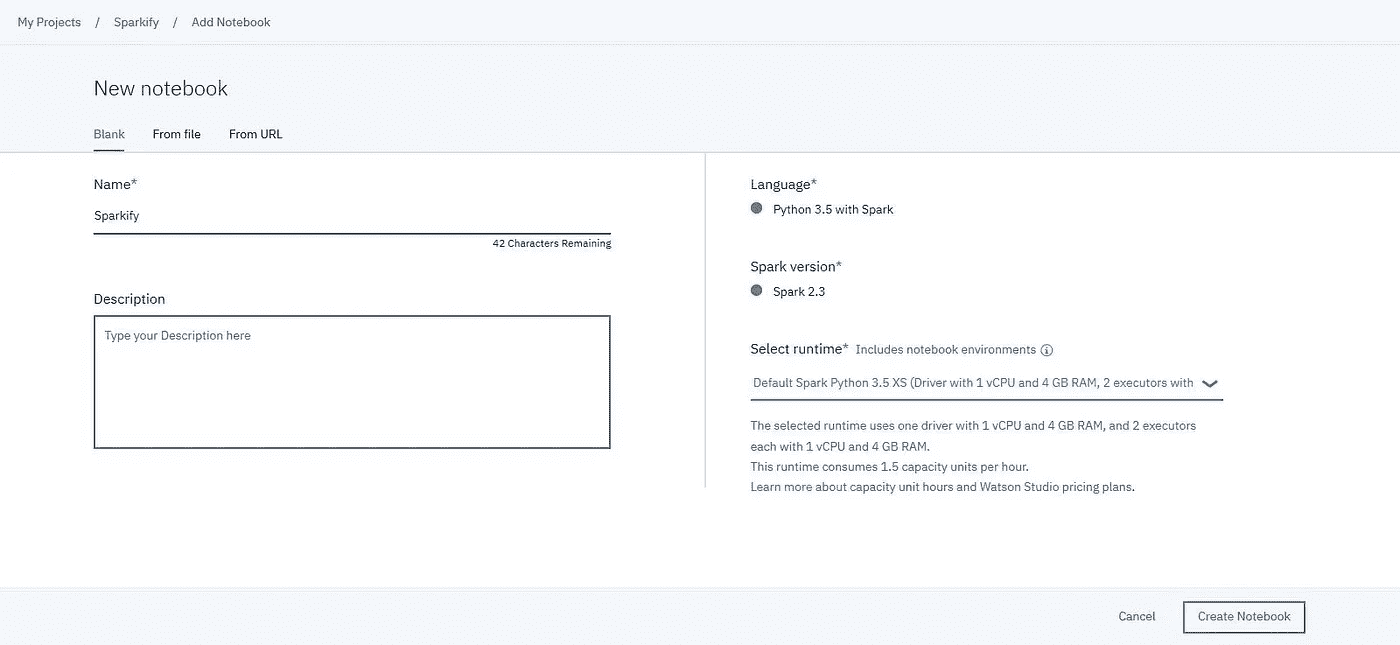 My Projects / Sparkify / Add Notebook
New notebook
Blank From file From URL
Name*
Sparkify
42 Characters Remaining
Description
Type your Description here
Language*
Python 3.5 with Spark
Spark version*
Spark 2.3
Select runtime* Includes notebook environments
Default Spark Python 3.5 XS (Driver with 1 vCPU and 4 GB RAM, 2 executors with
The selected runtime uses one driver with 1 vCPU and 4 GB RAM, and 2 executors
each with 1 vCPU and 4 GB RAM.
This runtime consumes 1.5 capacity units per hour.
Learn more about capacity unit hours and Watson Studio pricing plans.
Cancel Create Notebook